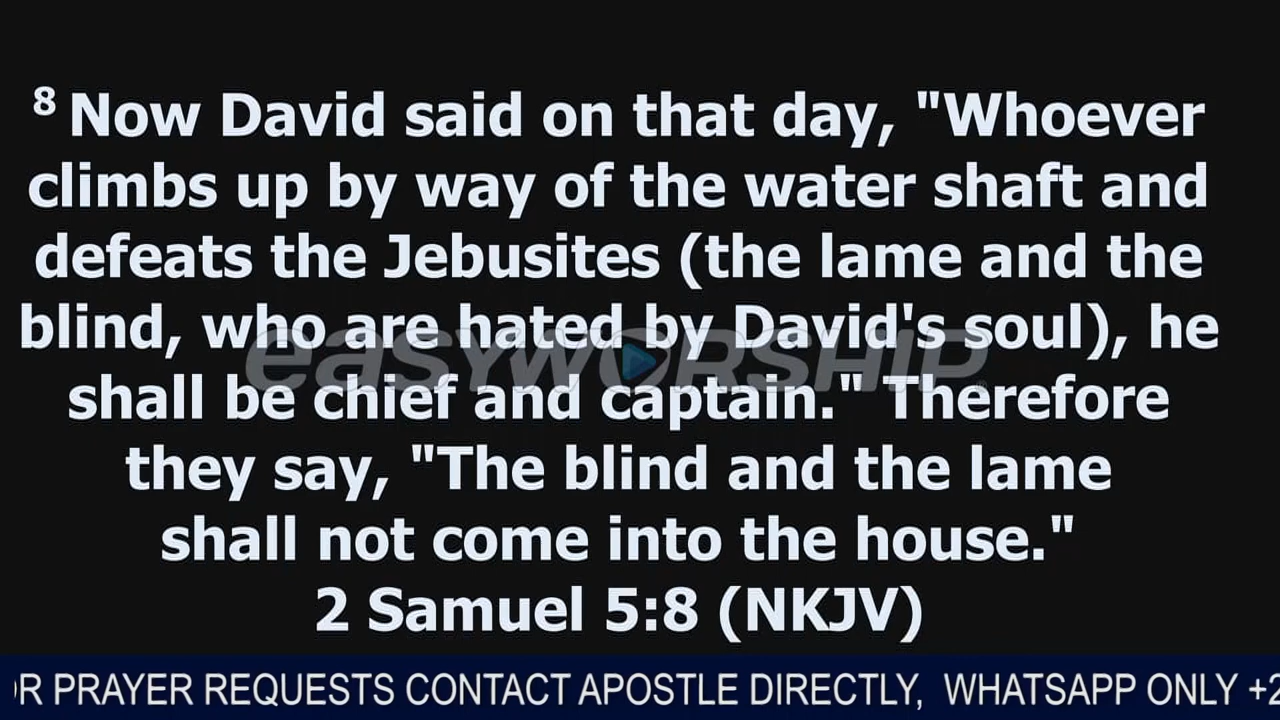 8 Now David said on that day, "Whoever
climbs up by way of the water shaft and
defeats the Jebusites (the lame and the
blind, who are hated by David's soul), he
easyworship
shall be chief and captain." Therefore
they say, "The blind and the lame
shall not come into the house."
2 Samuel 5:8 (NKJV)
R PRAYER REQUESTS CONTACT APOSTLE DIRECTLY, WHATSAPP ONLY +2